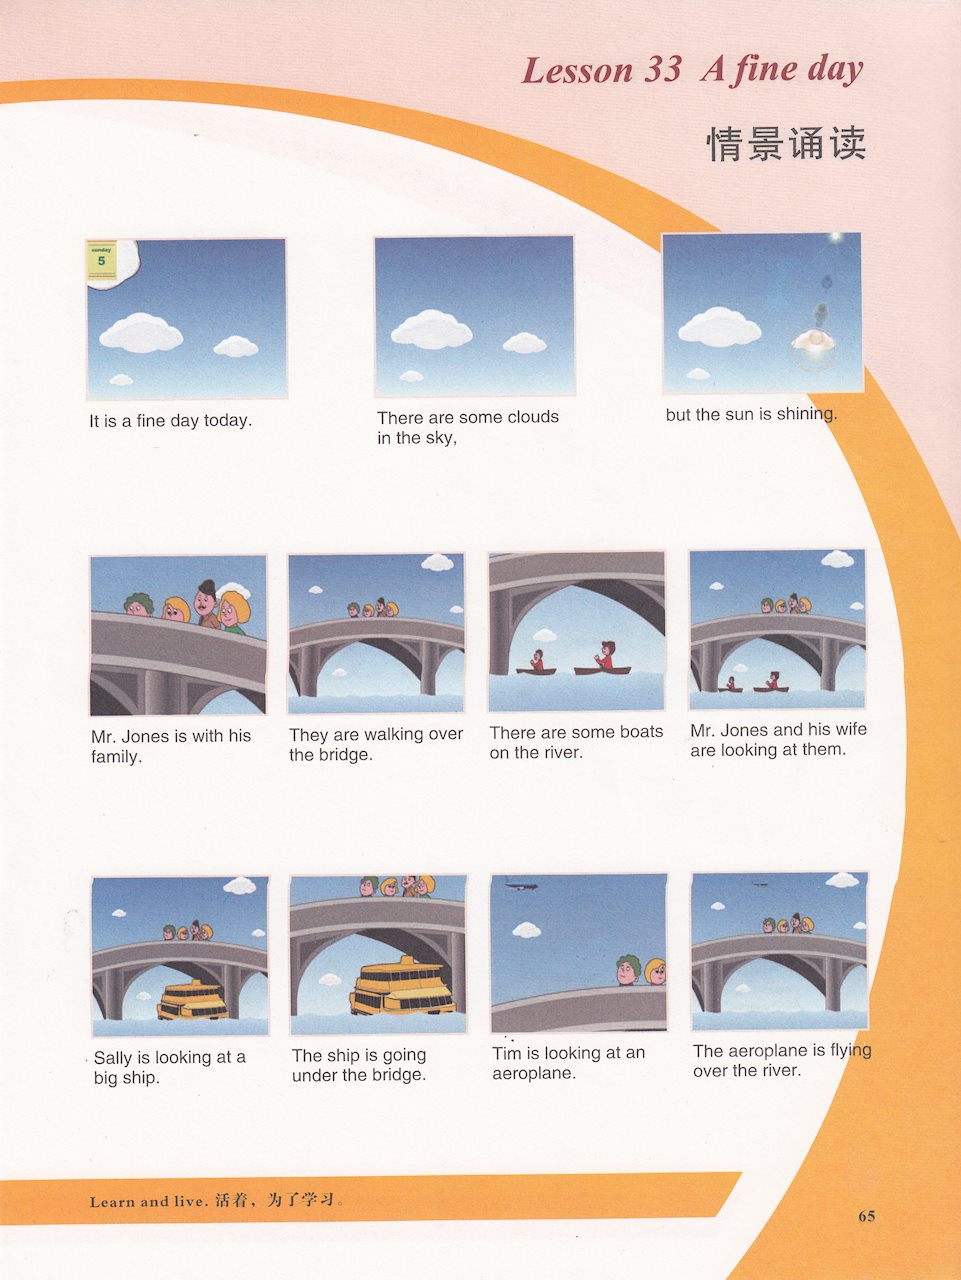 Lesson 33 A fine day
情景诵读
sunday
5
It is a fine day today.
There are some clouds
in the sky,
but the sun is shining.
Mr. Jones is with his
family.
They are walking over
the bridge.
There are some boats
on the river.
Mr. Jones and his wife
are looking at them.
Sally is looking at a
big ship.
The ship is going
under the bridge.
Tim is looking at an
aeroplane.
The aeroplane is flying
over the river.
Learn and live. 活着，为了学习。
65